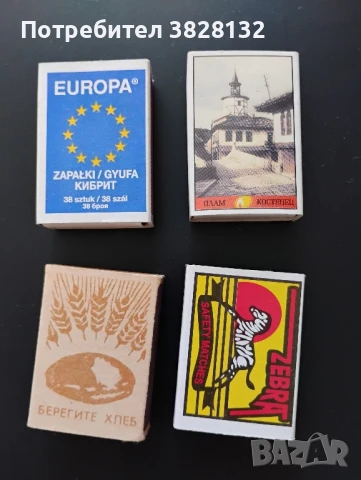 Потребител 3828132
EUROPA®
ZAPAŁKI / GYUFA
КИБРИТ
38 sztuk / 38 szál
38 броя
ПЛАМ КОСТЕНЕЦ
БЕРЕГИТЕ ХЛЕБ
ZEBRA
SAFETY MATCHES
BAZAR